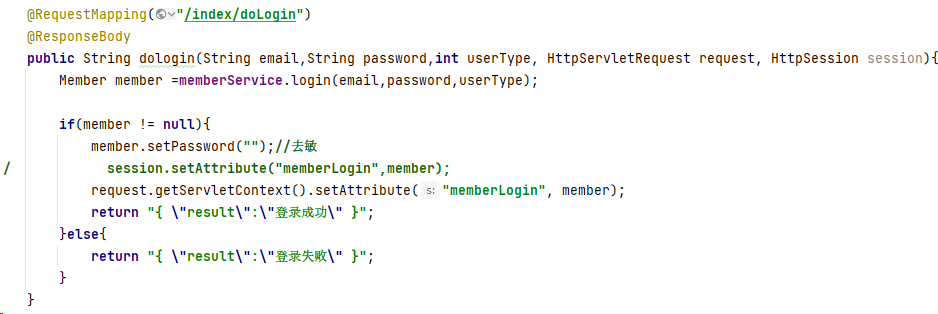 @RequestMapping("/index/doLogin")
@ResponseBody
public String dologin(String email,String password,int userType, HttpServletRequest request, HttpSession session){
Member member =memberService.login(email,password,userType);
if(member != null){
member.setPassword("");//去敏
/ session.setAttribute("memberLogin",member);
request.getServletContext().setAttribute( s: "memberLogin", member);
return "{ \"result\":\"登录成功\" }";
}else{
return "{ \"result\":\"登录失败\" }";
}
}